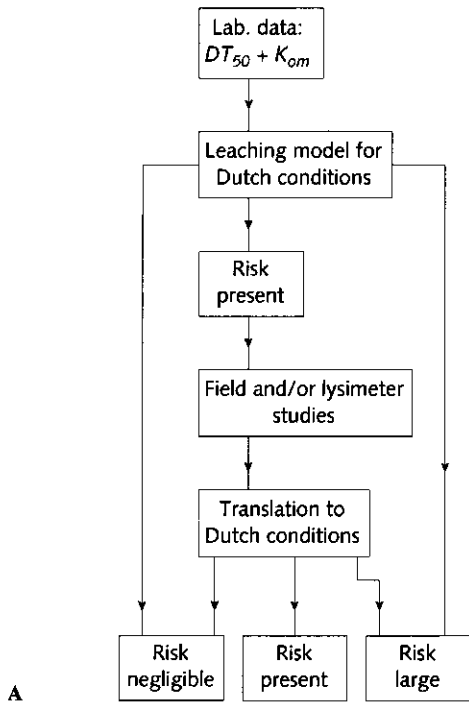 Lab. data:
DT50 + Kom
Leaching model for
Dutch conditions
Risk
present
Field and/or lysimeter
studies
Translation to
Dutch conditions
Risk
negligible
Risk
present
Risk
large
A